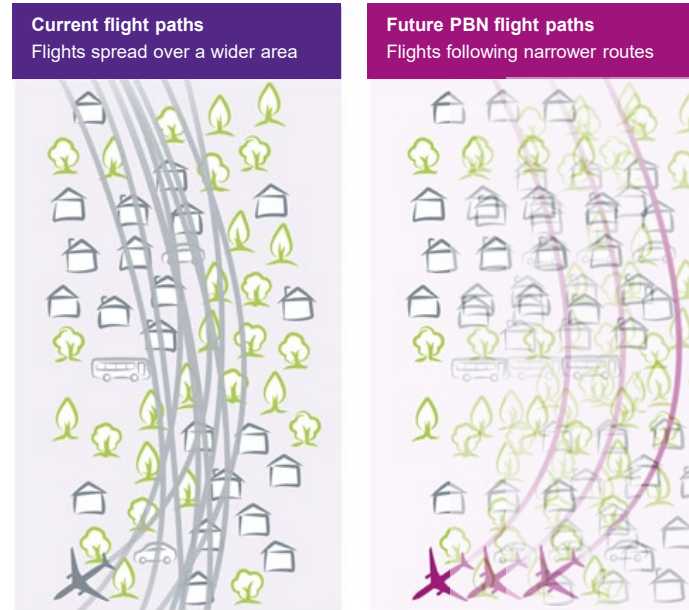 Current flight paths
Flights spread over a wider area
Future PBN flight paths
Flights following narrower routes